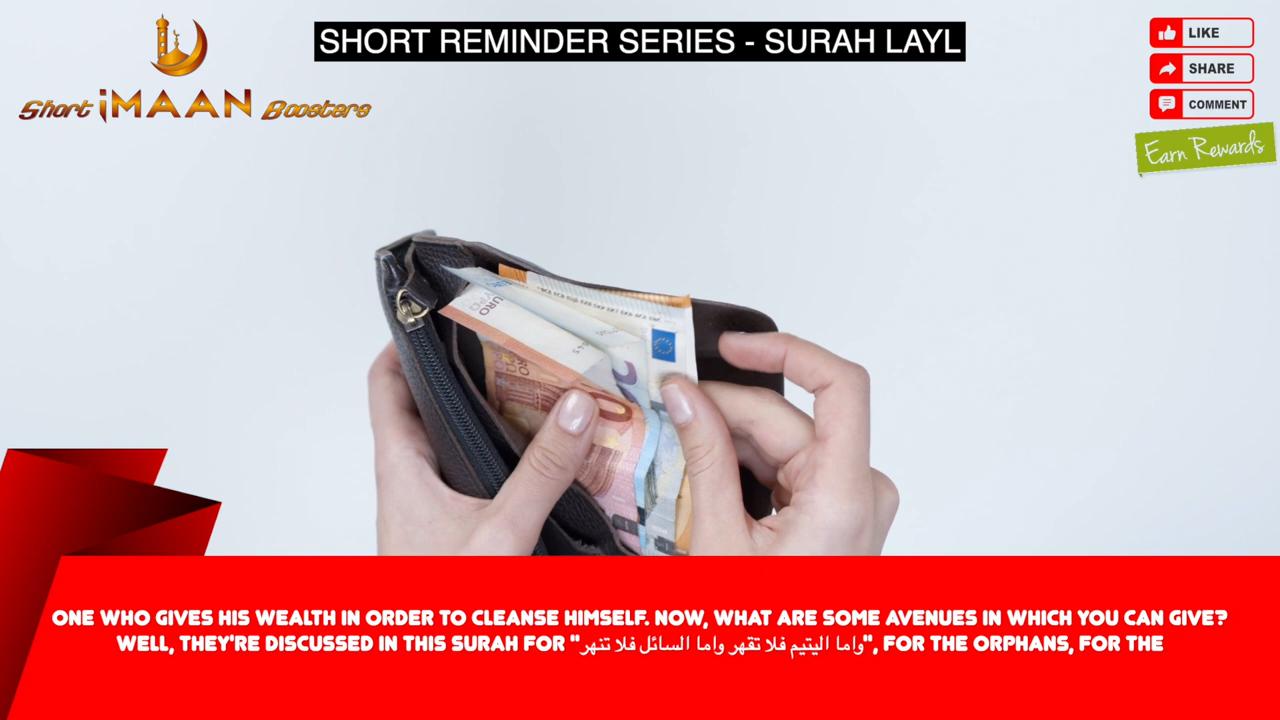 SHORT REMINDER SERIES - SURAH LAYL
Short iMAAN Boosters
LIKE
SHARE
COMMENT
Earn Rewards
EURO
ONE WHO GIVES HIS WEALTH IN ORDER TO CLEANSE HIMSELF. NOW, WHAT ARE SOME AVENUES IN WHICH YOU CAN GIVE?
WELL, THEY'RE DISCUSSED IN THIS SURAH FOR "واما اليتيم فلا تقهر واما السائل فلا تنهر", FOR THE ORPHANS, FOR THE